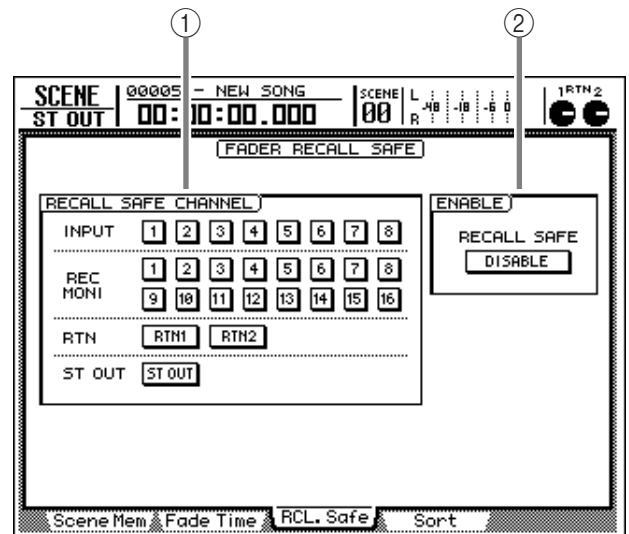 ① ②
SCENE 00005 - NEW SONG SCENE L -48 -18 -6 0 1RTN2
ST OUT 00:00:00.000 00 R
FADER RECALL SAFE
RECALL SAFE CHANNEL
INPUT 1 2 3 4 5 6 7 8
REC MONI 1 2 3 4 5 6 7 8
9 10 11 12 13 14 15 16
RTN RTN1 RTN2
ST OUT ST OUT
ENABLE
RECALL SAFE
DISABLE
Scene Mem Fade Time RCL. Safe Sort